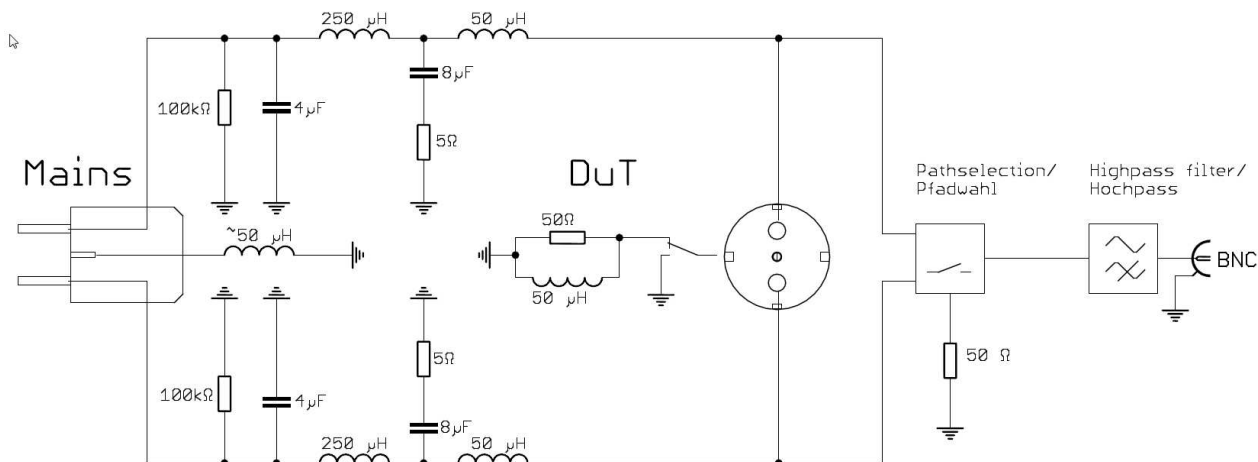 250 µH
50 µH
100kΩ
4µF
8µF
5Ω
Mains
DuT
Pathselection/
Pfadwahl
Highpass filter/
Hochpass
~50 µH
50Ω
50 µH
BNC
50 Ω
100kΩ
4µF
5Ω
8µF
250 µH
50 µH